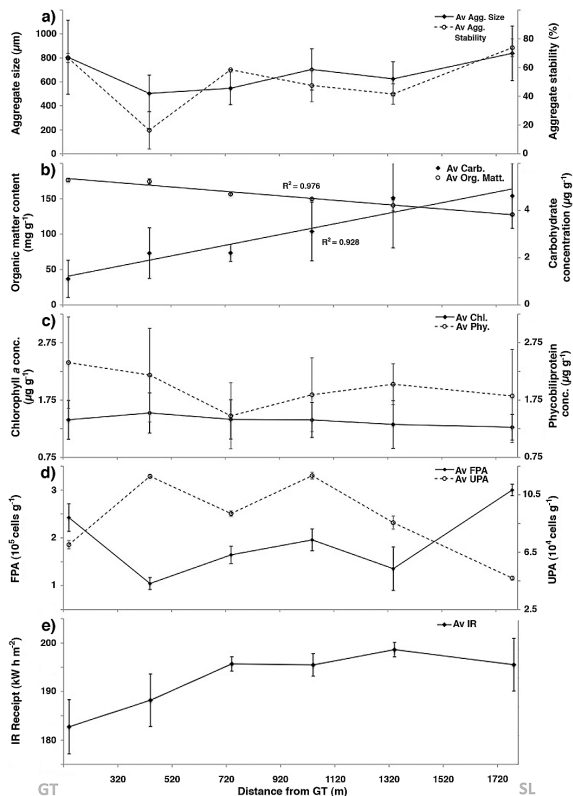 a)
Av Agg. Size
Av Agg.
Stability
Aggregate size (µm)
1000
800
600
400
200
0
80
60
40
20
0
Aggregate stability (%)
b)
Av Carb.
Av Org. Matt.
R² = 0.976
R² = 0.928
Organic matter content
mg g⁻¹
150
100
50
0
4
2
0
Carbohydrate
concentration (µg g⁻¹)
c)
Av Chl.
Av Phy.
Chlorophyll a conc.
(µg g⁻¹)
2.75
1.75
0.75
2.75
1.75
0.75
Phycobiliprotein
conc. (µg g⁻¹)
d)
Av FPA
Av UPA
FPA (10⁵ cells g⁻¹)
3
2
1
10.5
6.5
2.5
UPA (10⁴ cells g⁻¹)
e)
Av IR
IR Receipt (kW h m⁻²)
200
190
180
320 520 720 920 1120 1320 1520 1720
GT Distance from GT (m) SL